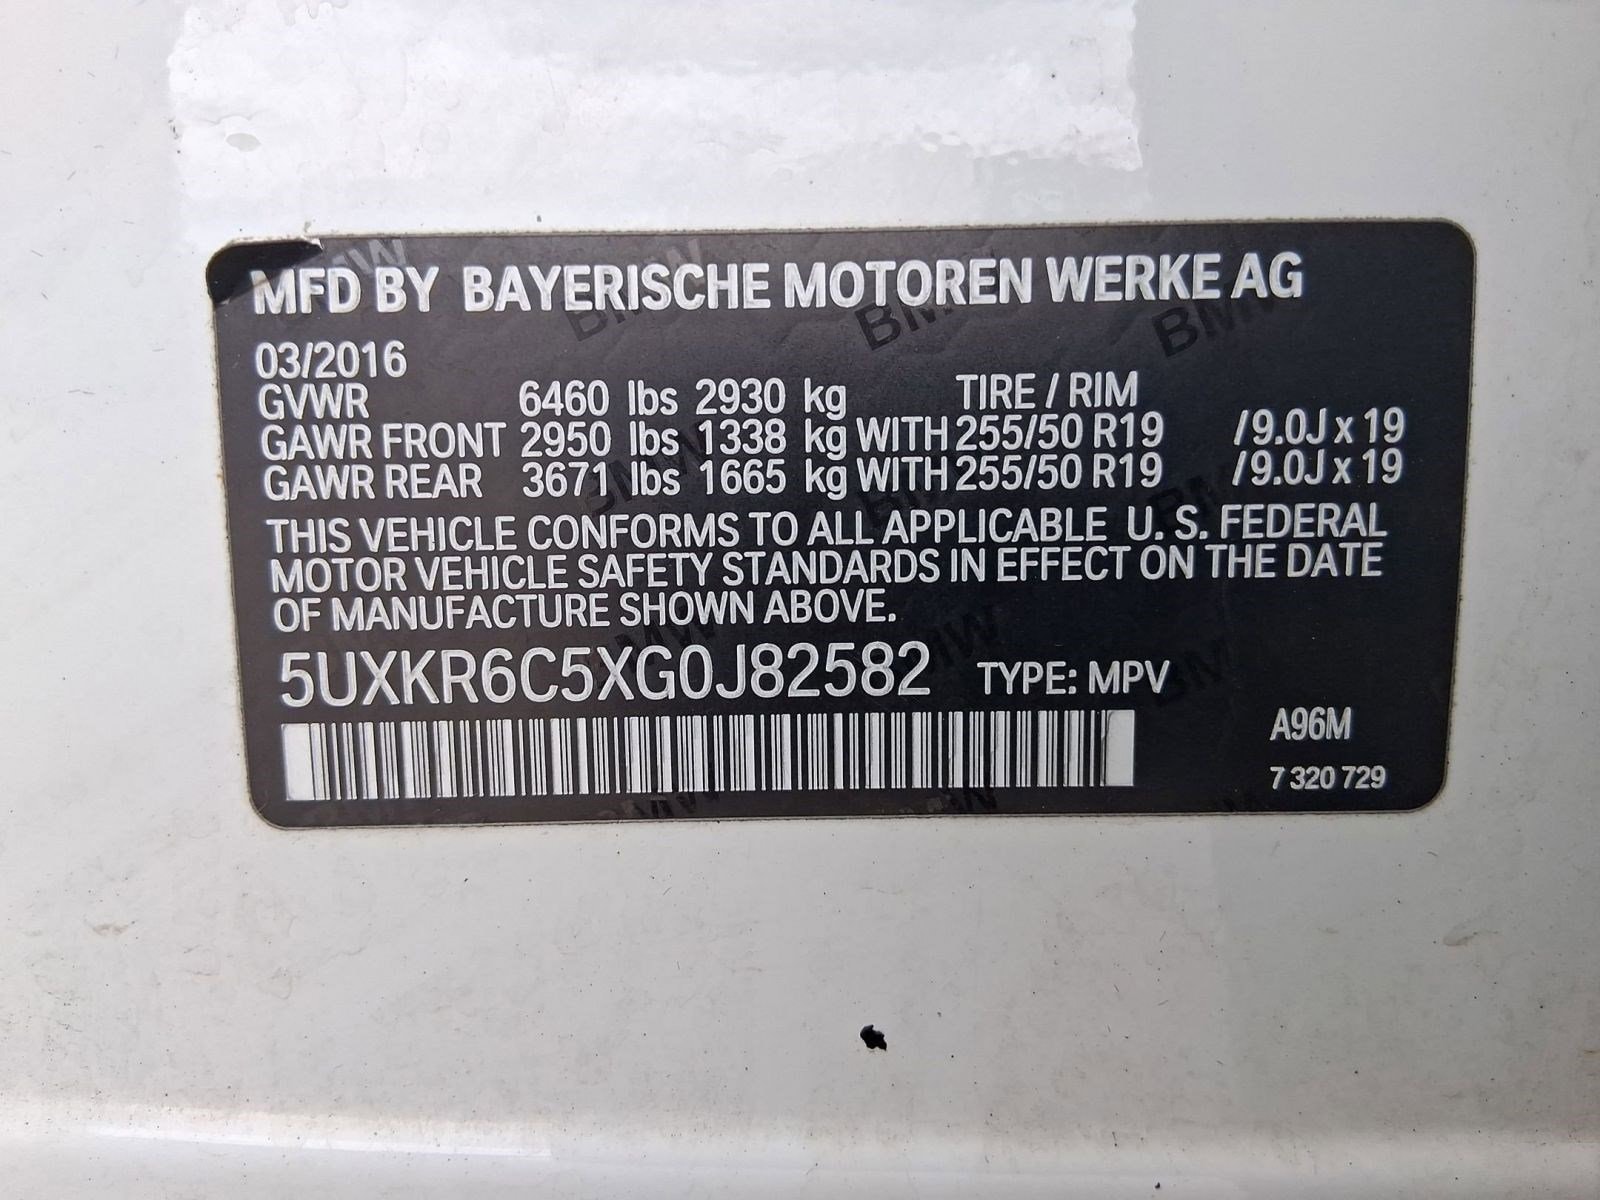 MFD BY BAYERISCHE MOTOREN WERKE AG
03/2016
GVWR 6460 lbs 2930 kg TIRE / RIM
GAWR FRONT 2950 lbs 1338 kg WITH 255/50 R19 /9.0J x 19
GAWR REAR 3671 lbs 1665 kg WITH 255/50 R19 /9.0J x 19
THIS VEHICLE CONFORMS TO ALL APPLICABLE U. S. FEDERAL
MOTOR VEHICLE SAFETY STANDARDS IN EFFECT ON THE DATE
OF MANUFACTURE SHOWN ABOVE.
5UXKR6C5XG0J82582 TYPE: MPV
A96M
7 320 729